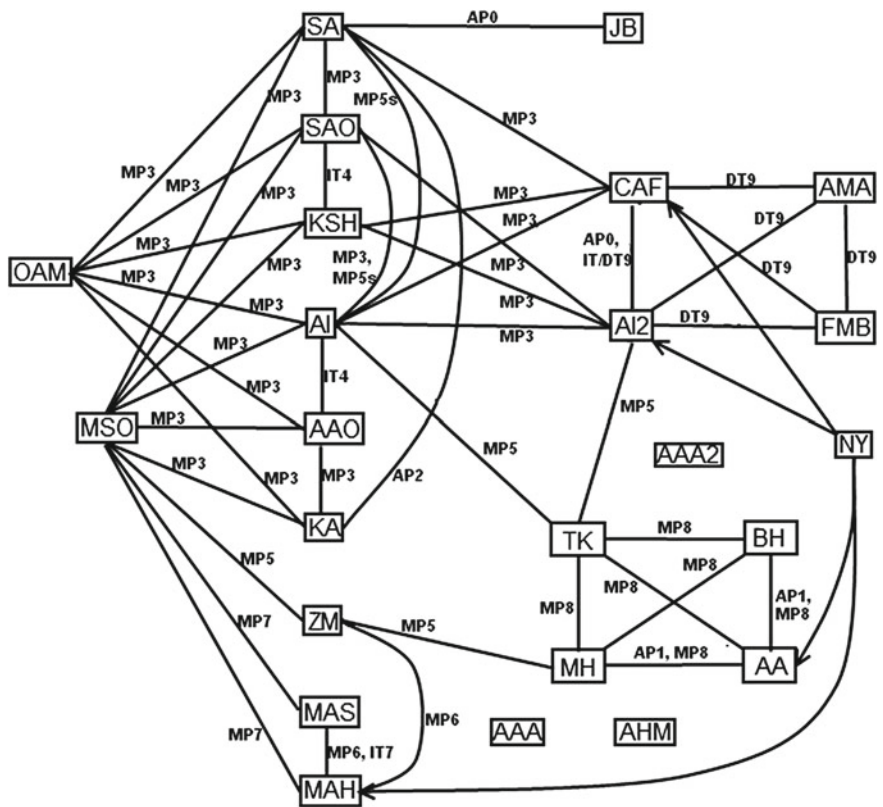 SA AP0 JB
MP3 MP3 MP5s
SAO MP3
MP3 MP3 IT4 CAF DT9 AMA
MP3 MP3 DT9
MP3 KSH
OAM MP3 MP3, MP5s MP3 AP0, IT/DT9 DT9 DT9
MP3 MP3 MP3
MP3 AI MP3 AI2 DT9 FMB
MP3 IT4
MP3 MP5
MSO MP3 AAO NY
MP3 MP3 MP3 AP2 MP5 AAA2
KA TK MP8 BH
MP5 MP8 MP8
MP8 AP1, MP8
MP7 ZM MP5
MH AP1, MP8 AA
MP7 MAS MP6 AAA AHM
MP6, IT7
MAH